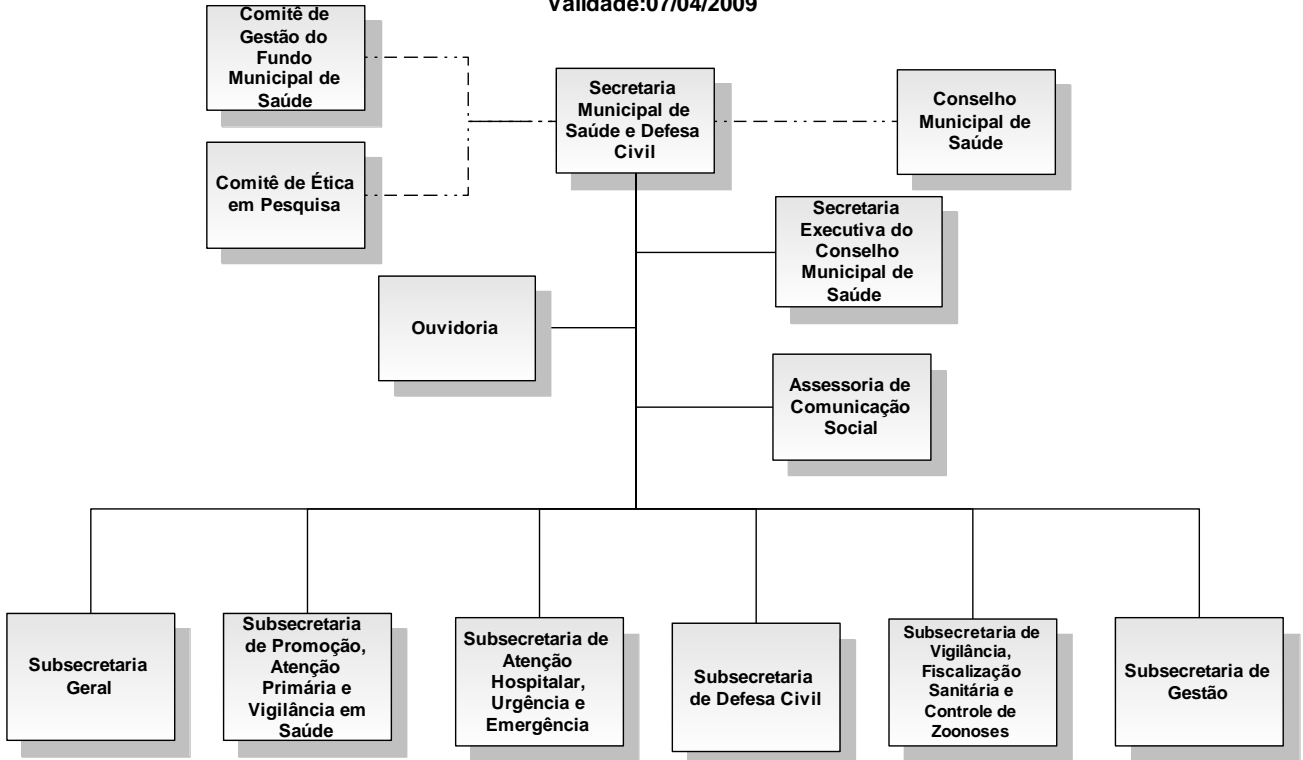 Validade:07/04/2009
Comitê de
Gestão do
Fundo
Municipal de
Saúde
Secretaria
Municipal de
Saúde e Defesa
Civil
Conselho
Municipal de
Saúde
Comitê de Ética
em Pesquisa
Secretaria
Executiva do
Conselho
Municipal de
Saúde
Ouvidoria
Assessoria de
Comunicação
Social
Subsecretaria
Geral
Subsecretaria
de Promoção,
Atenção
Primária e
Vigilância em
Saúde
Subsecretaria de
Atenção
Hospitalar,
Urgência e
Emergência
Subsecretaria
de Defesa Civil
Subsecretaria de
Vigilância,
Fiscalização
Sanitária e
Controle de
Zoonoses
Subsecretaria de
Gestão